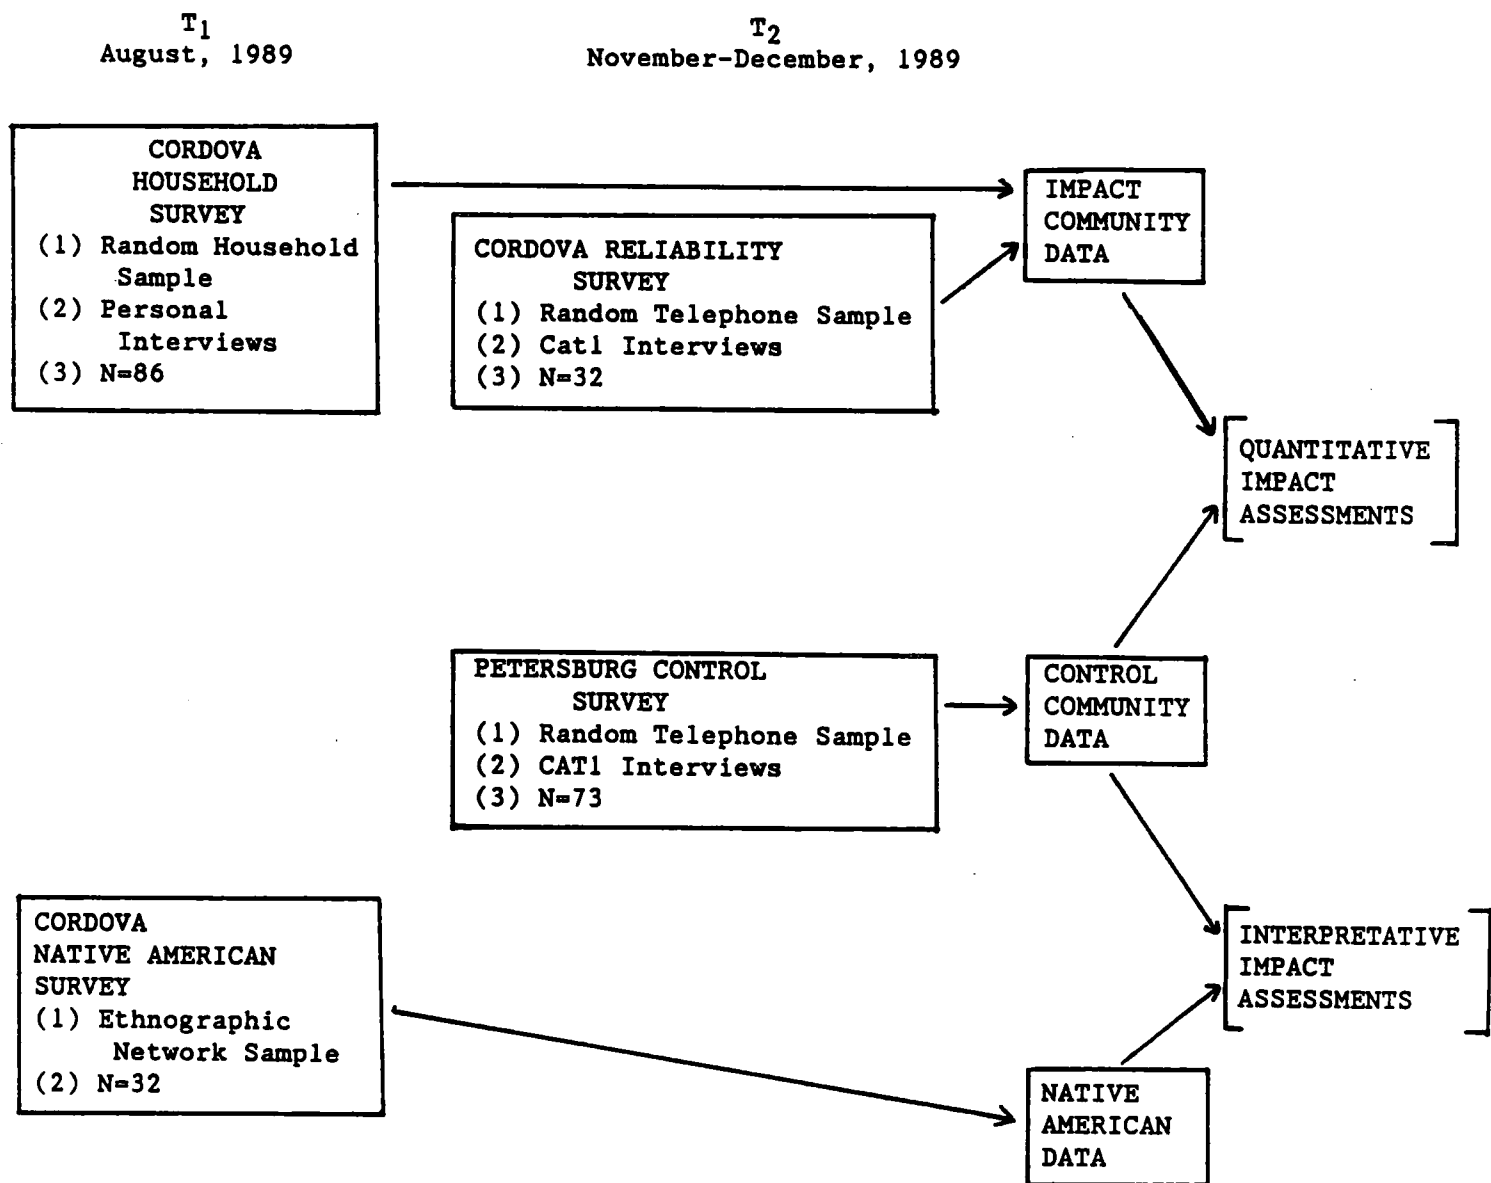 T1
August, 1989
T2
November-December, 1989
CORDOVA
HOUSEHOLD
SURVEY
(1) Random Household
Sample
(2) Personal
Interviews
(3) N=86
CORDOVA RELIABILITY
SURVEY
(1) Random Telephone Sample
(2) Cat1 Interviews
(3) N=32
IMPACT
COMMUNITY
DATA
QUANTITATIVE
IMPACT
ASSESSMENTS
PETERSBURG CONTROL
SURVEY
(1) Random Telephone Sample
(2) CAT1 Interviews
(3) N=73
CONTROL
COMMUNITY
DATA
CORDOVA
NATIVE AMERICAN
SURVEY
(1) Ethnographic
Network Sample
(2) N=32
INTERPRETATIVE
IMPACT
ASSESSMENTS
NATIVE
AMERICAN
DATA